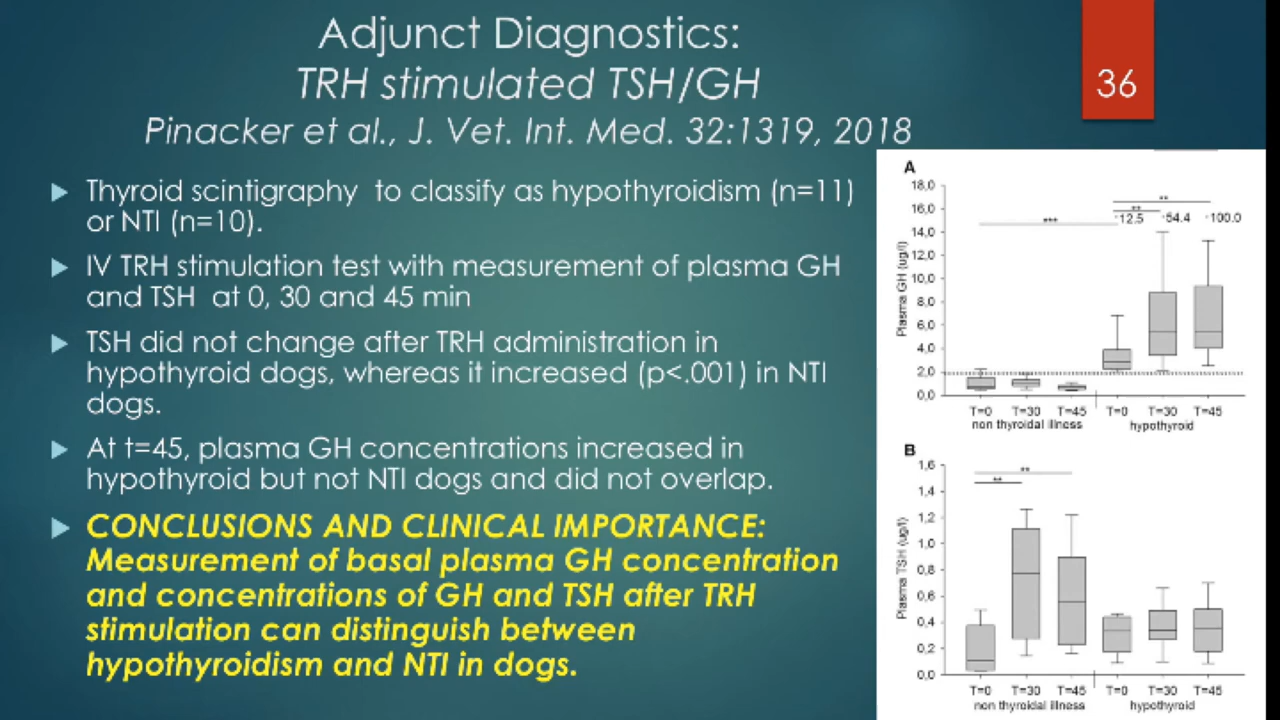 Adjunct Diagnostics:
TRH stimulated TSH/GH
Pinacker et al., J. Vet. Int. Med. 32:1319, 2018
36
Thyroid scintigraphy to classify as hypothyroidism (n=11)
or NTI (n=10).
IV TRH stimulation test with measurement of plasma GH
and TSH at 0, 30 and 45 min
TSH did not change after TRH administration in
hypothyroid dogs, whereas it increased (p<.001) in NTI
dogs.
At t=45, plasma GH concentrations increased in
hypothyroid but not NTI dogs and did not overlap.
CONCLUSIONS AND CLINICAL IMPORTANCE:
Measurement of basal plasma GH concentration
and concentrations of GH and TSH after TRH
stimulation can distinguish between
hypothyroidism and NTI in dogs.
A
Plasma GH (ug/l)
18,0
16,0
14,0
12,0
10,0
8,0
6,0
4,0
2,0
0,0
***
**
**
*12.5 *54.4 *100.0
T=0 T=30 T=45 T=0 T=30 T=45
non thyroidal illness hypothyroid
B
Plasma TSH (ug/l)
1,6
1,4
1,2
1,0
0,8
0,6
0,4
0,2
0,0
**
**
T=0 T=30 T=45 T=0 T=30 T=45
non thyroidal illness hypothyroid